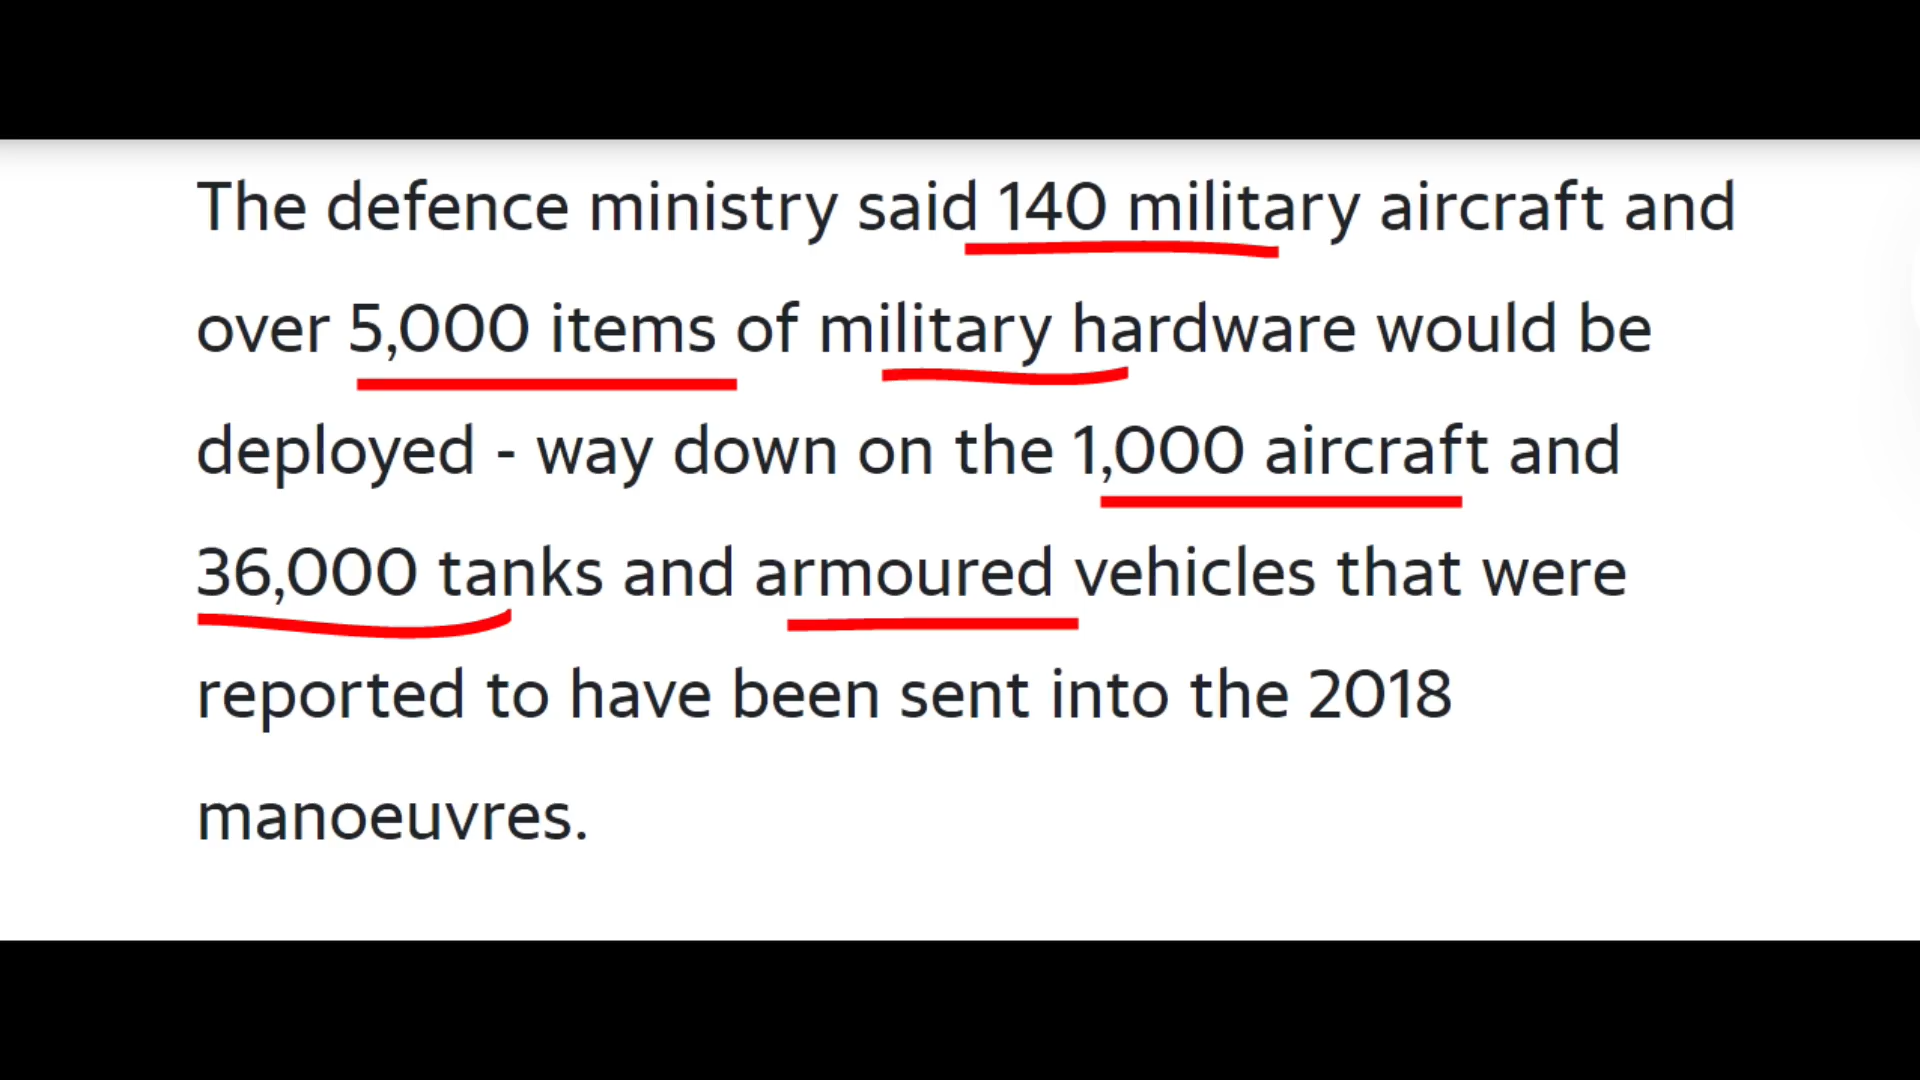 The defence ministry said 140 military aircraft and
over 5,000 items of military hardware would be
deployed - way down on the 1,000 aircraft and
36,000 tanks and armoured vehicles that were
reported to have been sent into the 2018
manoeuvres.